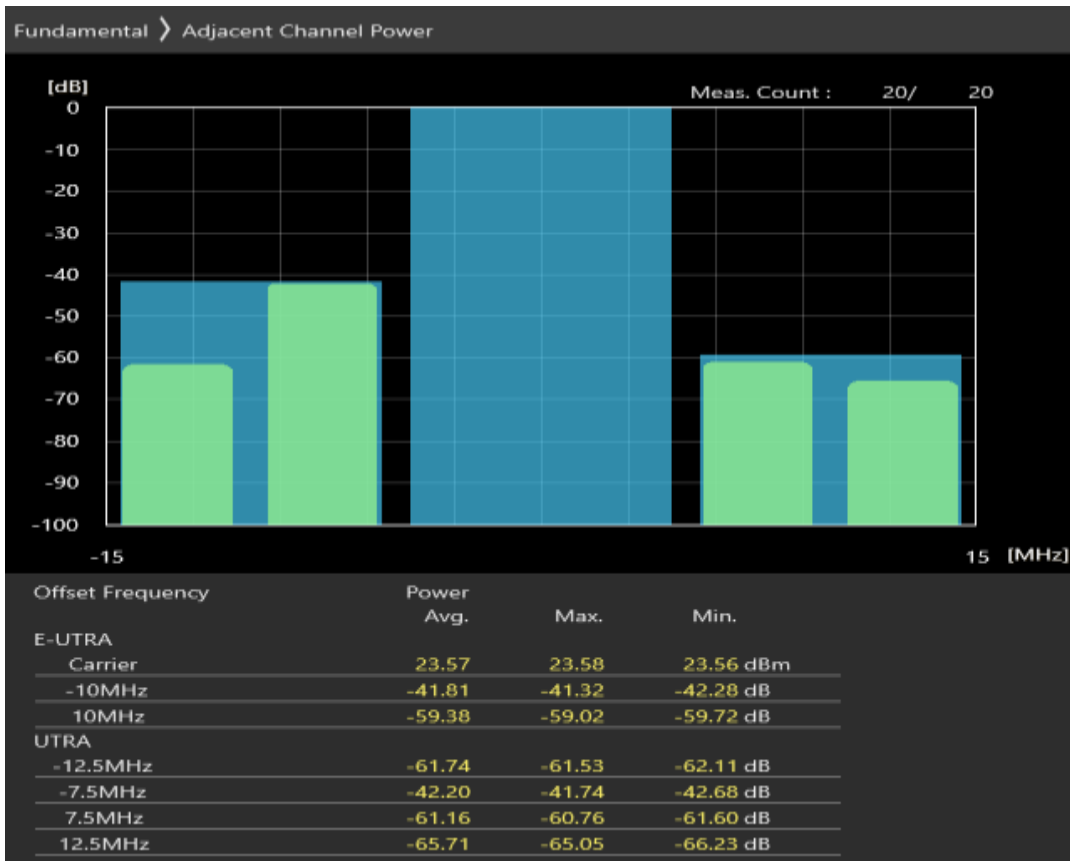 Fundamental ❯ Adjacent Channel Power
[dB]
Meas. Count : 20/ 20
0
-10
-20
-30
-40
-50
-60
-70
-80
-90
-100
-15 15 [MHz]
Offset Frequency Power
Avg. Max. Min.
E-UTRA
Carrier 23.57 23.58 23.56 dBm
-10MHz -41.81 -41.32 -42.28 dB
10MHz -59.38 -59.02 -59.72 dB
UTRA
-12.5MHz -61.74 -61.53 -62.11 dB
-7.5MHz -42.20 -41.74 -42.68 dB
7.5MHz -61.16 -60.76 -61.60 dB
12.5MHz -65.71 -65.05 -66.23 dB